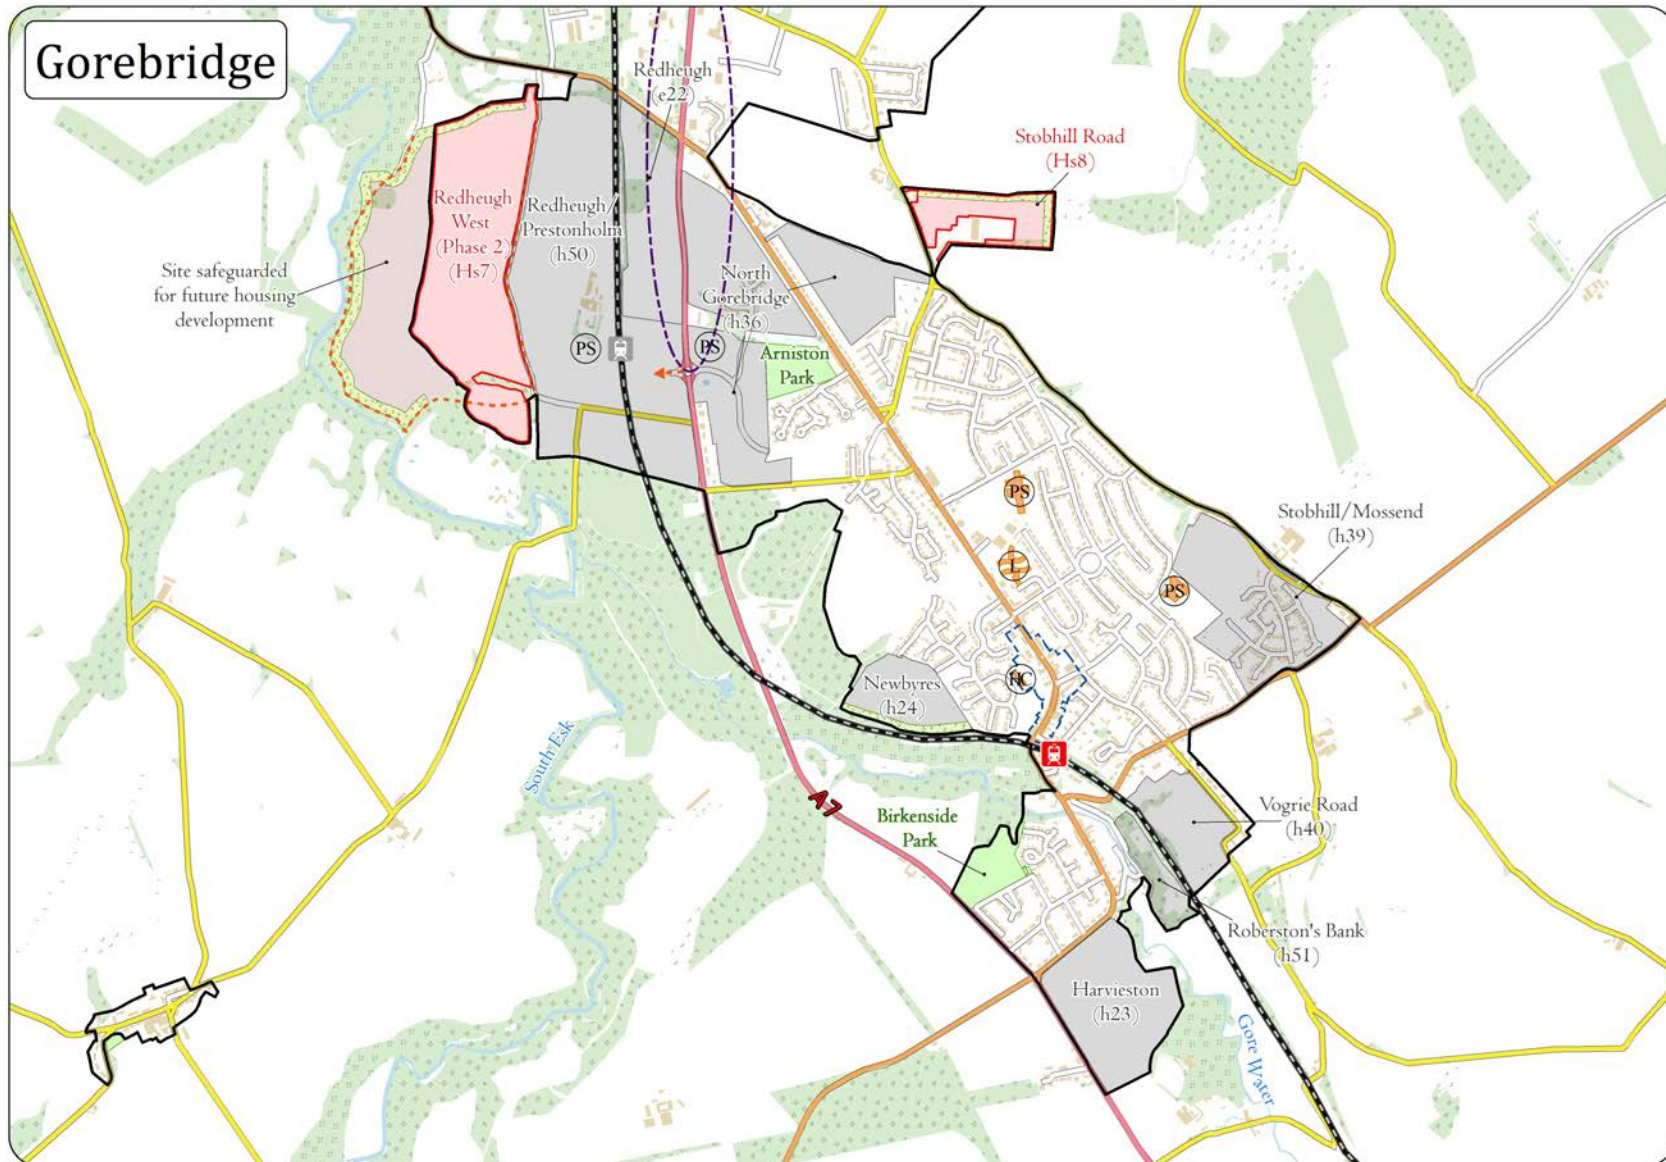 Gorebridge
Redheugh
(e22)
Stobhill Road
(Hs8)
Redheugh
West
(Phase 2)
(Hs7)
Redheugh/
Prestonholm
(h50)
Site safeguarded
for future housing
development
North
Gorebridge
(h36)
PS
PS
Arniston
Park
PS
Stobhill/Mossend
(h39)
L
PS
Newbyres
(h24)
HC
South Esk
A7
Birkenside
Park
Vogrie Road
(h40)
Roberston's Bank
(h51)
Harvieston
(h23)
Gore Water